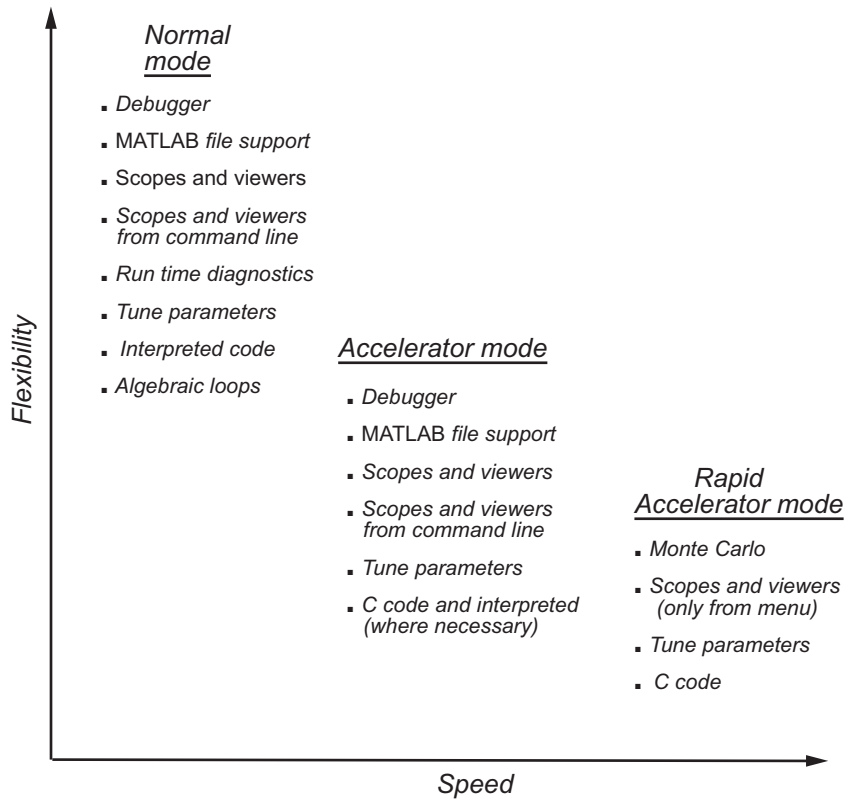 Normal
mode
▪ Debugger
▪ MATLAB file support
▪ Scopes and viewers
▪ Scopes and viewers
from command line
▪ Run time diagnostics
▪ Tune parameters
▪ Interpreted code
▪ Algebraic loops
Flexibility
Accelerator mode
▪ Debugger
▪ MATLAB file support
▪ Scopes and viewers
▪ Scopes and viewers
from command line
▪ Tune parameters
▪ C code and interpreted
(where necessary)
Rapid
Accelerator mode
▪ Monte Carlo
▪ Scopes and viewers
(only from menu)
▪ Tune parameters
▪ C code
Speed